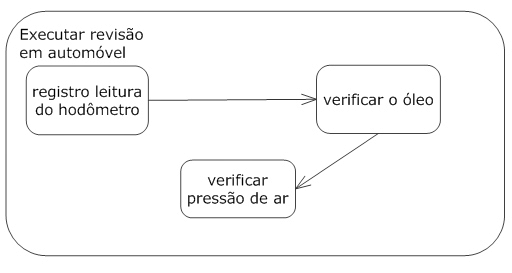 Executar revisão
em automóvel
registro leitura
do hodômetro
verificar o óleo
verificar
pressão de ar